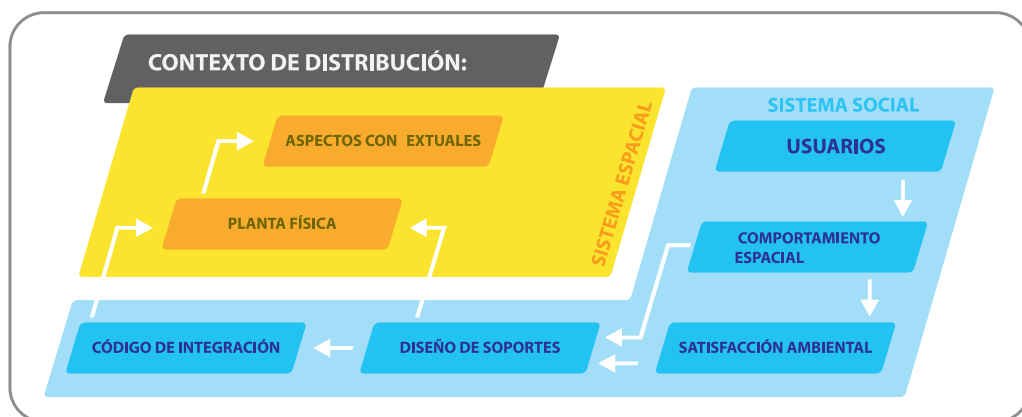 CONTEXTO DE DISTRIBUCIÓN:
SISTEMA SOCIAL
ASPECTOS CON EXTUALES
USUARIOS
SISTEMA ESPACIAL
PLANTA FÍSICA
COMPORTAMIENTO
ESPACIAL
CÓDIGO DE INTEGRACIÓN
DISEÑO DE SOPORTES
SATISFACCIÓN AMBIENTAL